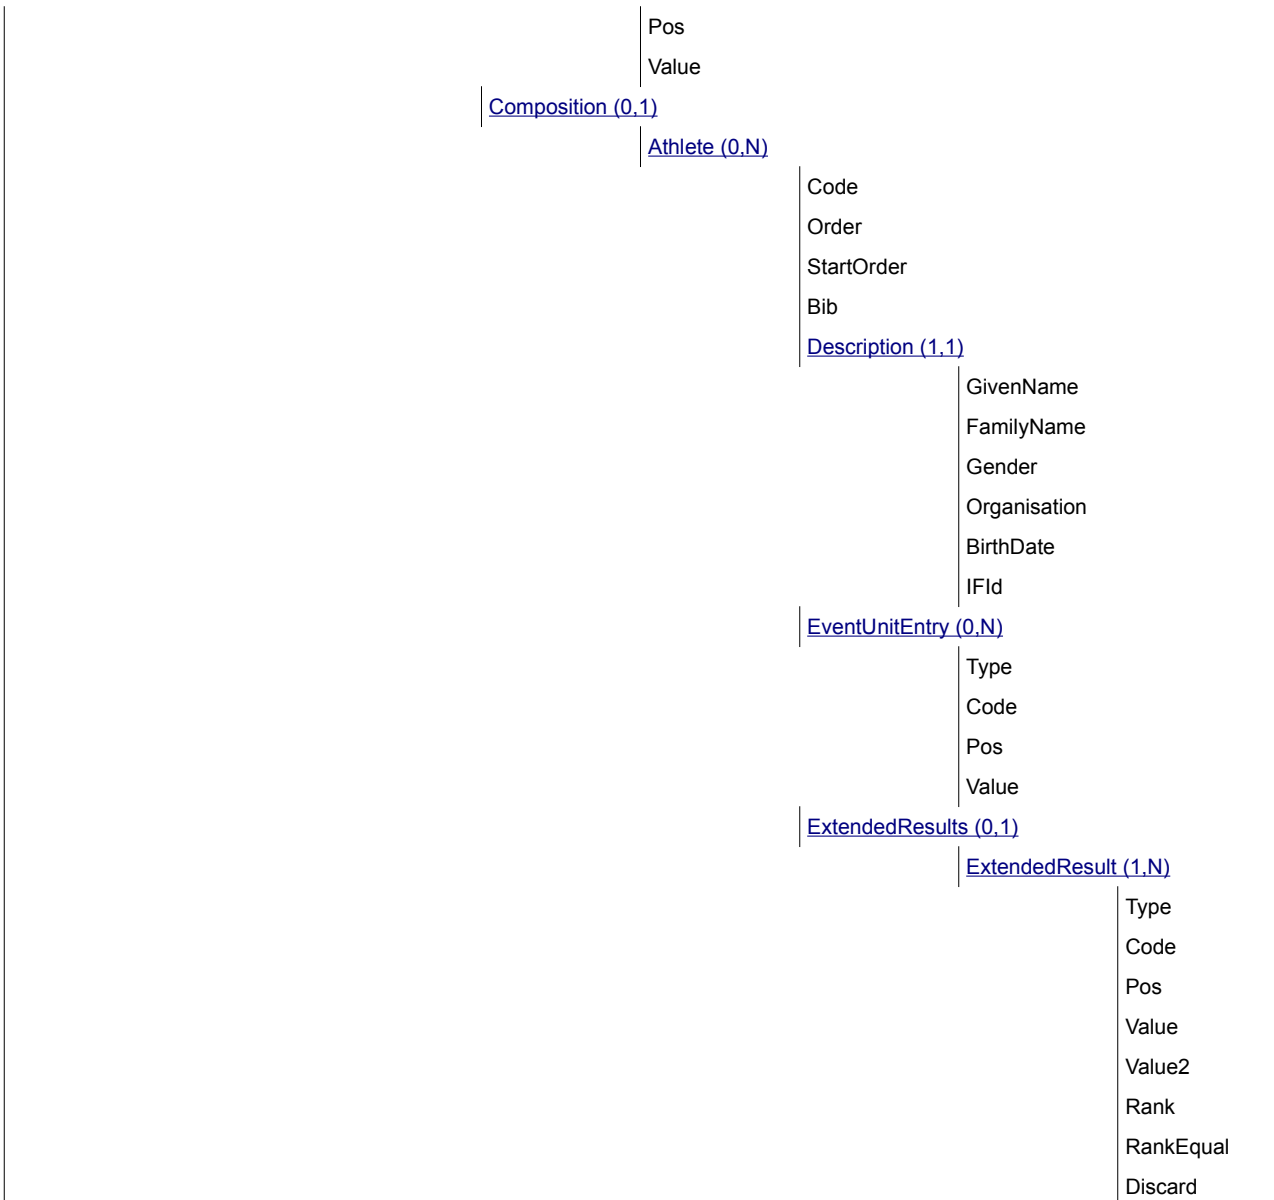 Pos
Value
Composition (0,1)
Athlete (0,N)
Code
Order
StartOrder
Bib
Description (1,1)
GivenName
FamilyName
Gender
Organisation
BirthDate
IFId
EventUnitEntry (0,N)
Type
Code
Pos
Value
ExtendedResults (0,1)
ExtendedResult (1,N)
Type
Code
Pos
Value
Value2
Rank
RankEqual
Discard